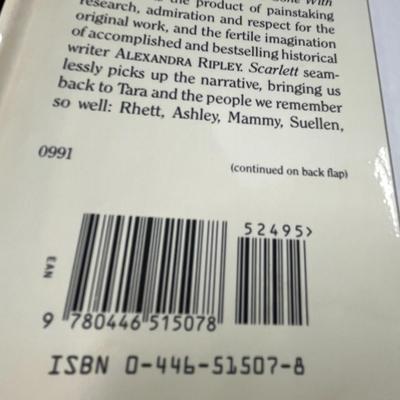 With
the product of painstaking
research, admiration and respect for the
original work, and the fertile imagination
of accomplished and bestselling historical
writer ALEXANDRA RIPLEY. Scarlett seam-
lessly picks up the narrative, bringing us
back to Tara and the people we remember
so well: Rhett, Ashley, Mammy, Suellen,
0991
(continued on back flap)
52495>
EAN
9 780446 515078
ISBN 0-446-51507-8